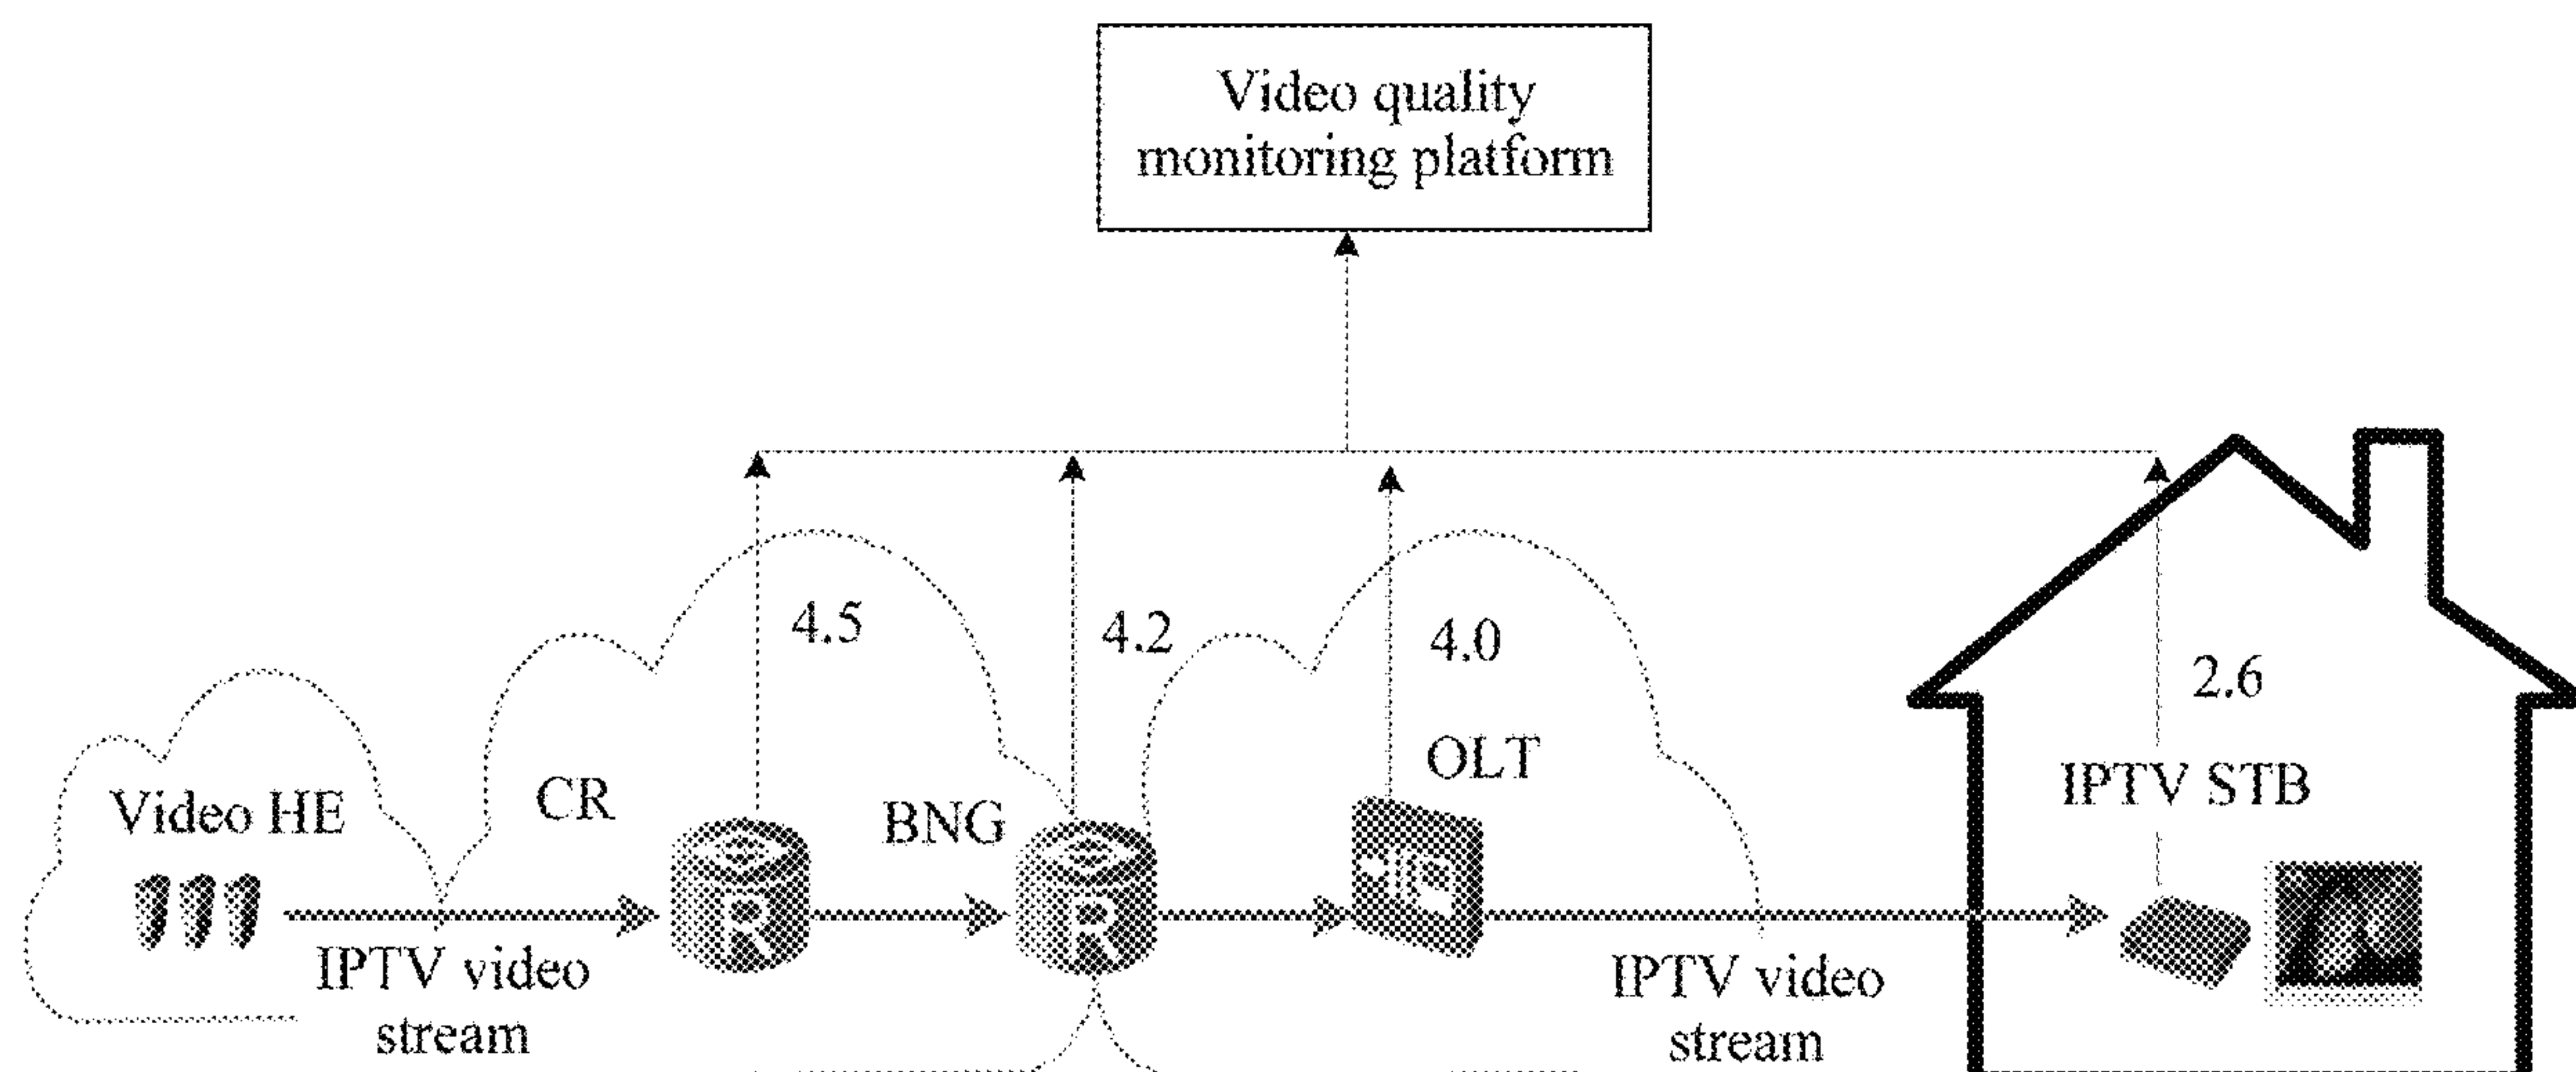 Video quality
monitoring platform
4.5
4.2
4.0
2.6
OLT
IPTV STB
Video HE
CR
BNG
R
R
IPTV video
stream
IPTV video
stream